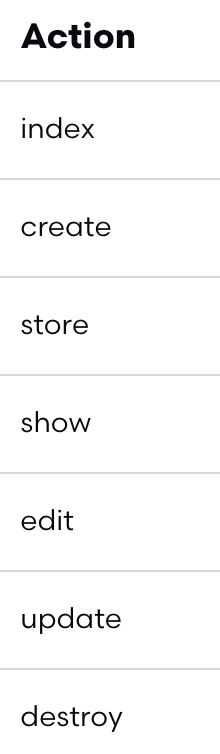 Action
index
create
store
show
edit
update
destroy